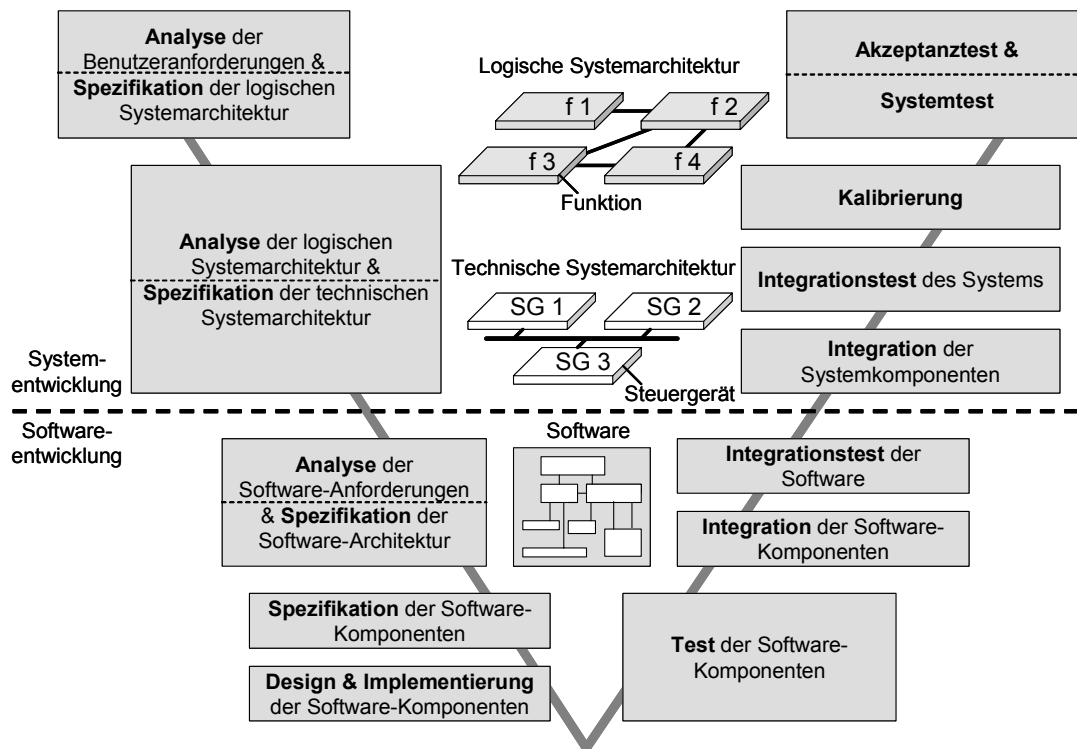 Analyse der
Benutzeranforderungen &
Spezifikation der logischen
Systemarchitektur
Logische Systemarchitektur
f 1
f 2
f 3
f 4
Funktion
Akzeptanztest &
Systemtest
Analyse der logischen
Systemarchitektur &
Spezifikation der technischen
Systemarchitektur
Technische Systemarchitektur
SG 1
SG 2
SG 3
Steuergerät
Kalibrierung
Integrationstest des Systems
Integration der
Systemkomponenten
System-
entwicklung
Software-
entwicklung
Analyse der
Software-Anforderungen
& Spezifikation der
Software-Architektur
Software
Integrationstest der
Software
Integration der Software-
Komponenten
Spezifikation der Software-
Komponenten
Design & Implementierung
der Software-Komponenten
Test der Software-
Komponenten